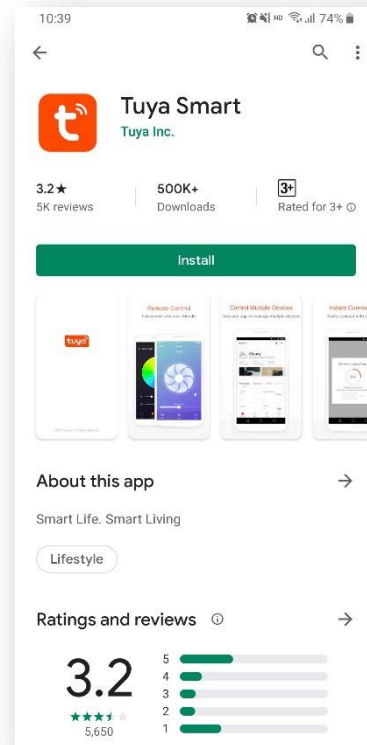 10:39
HD 74%
Tuya Smart
Tuya Inc.
3.2★
5K reviews
500K+
Downloads
3+
Rated for 3+
Install
tuya
Remote Control
Control Multiple Devices
About this app
Smart Life. Smart Living
Lifestyle
Ratings and reviews
3.2
5,650
5
4
3
2
1